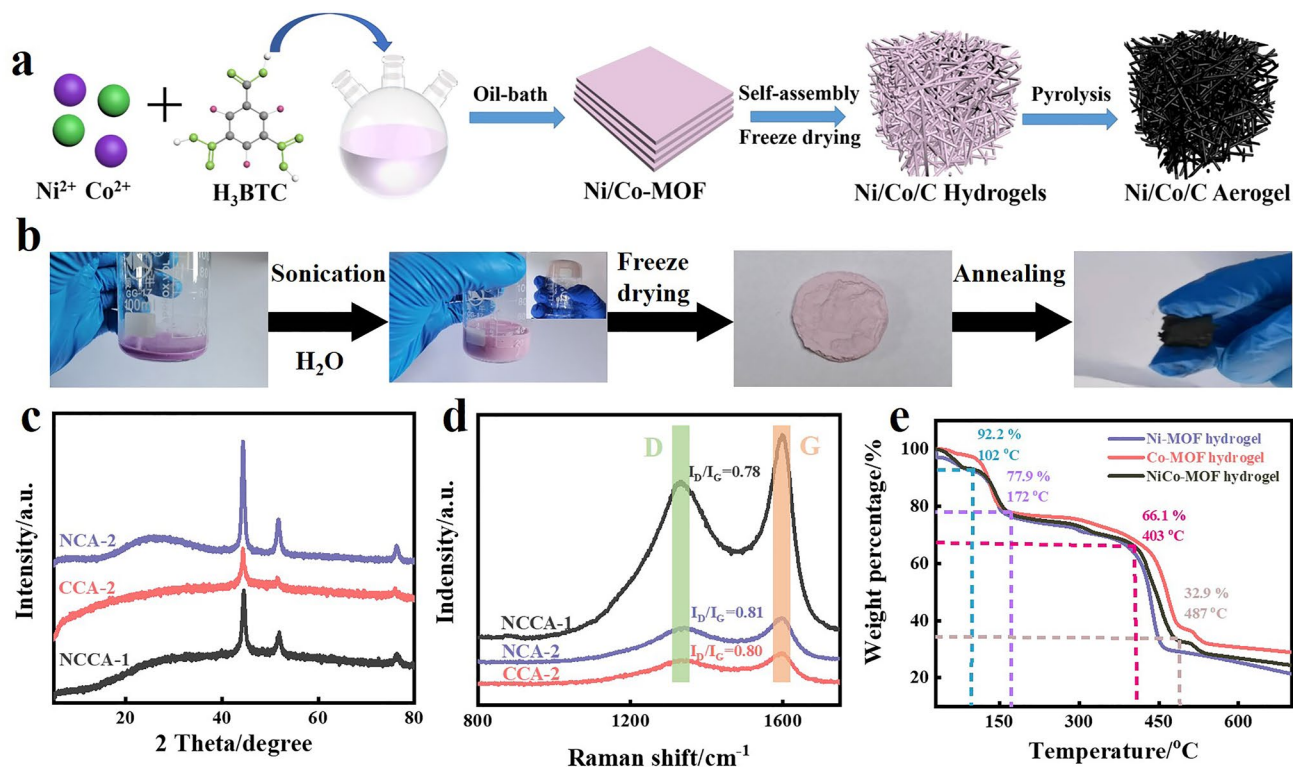 a
Ni²⁺ Co²⁺
H₃BTC
Oil-bath
Ni/Co-MOF
Self-assembly
Freeze drying
Ni/Co/C Hydrogels
Pyrolysis
Ni/Co/C Aerogel
b
Sonication
H₂O
Freeze
drying
Annealing
GG-17
100ml
c
Intensity/a.u.
NCA-2
CCA-2
NCCA-1
20
40
60
80
2 Theta/degree
d
Indensity/a.u.
D
G
I_D/I_G=0.78
NCCA-1
I_D/I_G=0.81
NCA-2
I_D/I_G=0.80
CCA-2
800
1200
1600
Raman shift/cm⁻¹
e
Weight percentage/%
100
80
60
40
20
92.2 %
102 °C
77.9 %
172 °C
66.1 %
403 °C
32.9 %
487 °C
Ni-MOF hydrogel
Co-MOF hydrogel
NiCo-MOF hydrogel
150
300
450
600
Temperature/°C